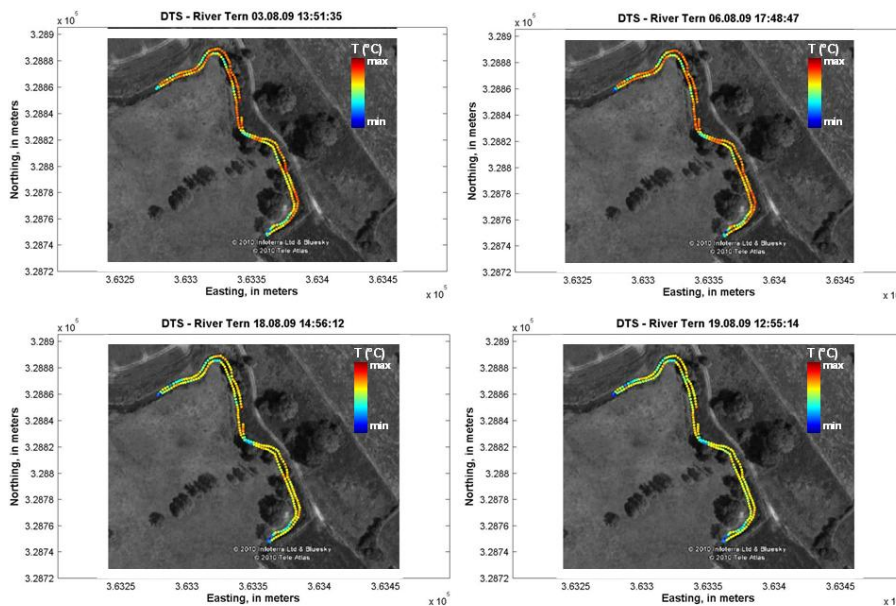 DTS - River Tern 03.08.09 13:51:35
x 10⁵
3.289
3.2888
3.2886
3.2884
3.2882
3.288
3.2878
3.2876
3.2874
3.2872
Northing, in meters
T (°C)
max
min
© 2010 Infoterra Ltd & Bluesky
© 2010 Tele Atlas
3.6325 3.633 3.6335 3.634 3.6345
Easting, in meters
x 10⁵
DTS - River Tern 06.08.09 17:48:47
x 10⁵
3.289
3.2888
3.2886
3.2884
3.2882
3.288
3.2878
3.2876
3.2874
3.2872
Northing, in meters
T (°C)
max
min
© 2010 Infoterra Ltd & Bluesky
© 2010 Tele Atlas
3.6325 3.633 3.6335 3.634 3.6345
Easting, in meters
x 10
DTS - River Tern 18.08.09 14:56:12
x 10⁵
3.289
3.2888
3.2886
3.2884
3.2882
3.288
3.2878
3.2876
3.2874
3.2872
Northing, in meters
T (°C)
max
min
© 2010 Infoterra Ltd & Bluesky
© 2010 Tele Atlas
3.6325 3.633 3.6335 3.634 3.6345
Easting, in meters
x 10⁵
DTS - River Tern 19.08.09 12:55:14
x 10⁵
3.289
3.2888
3.2886
3.2884
3.2882
3.288
3.2878
3.2876
3.2874
3.2872
Northing, in meters
T (°C)
max
min
© 2010 Infoterra Ltd & Bluesky
© 2010 Tele Atlas
3.6325 3.633 3.6335 3.634 3.6345
Easting, in meters
x 10